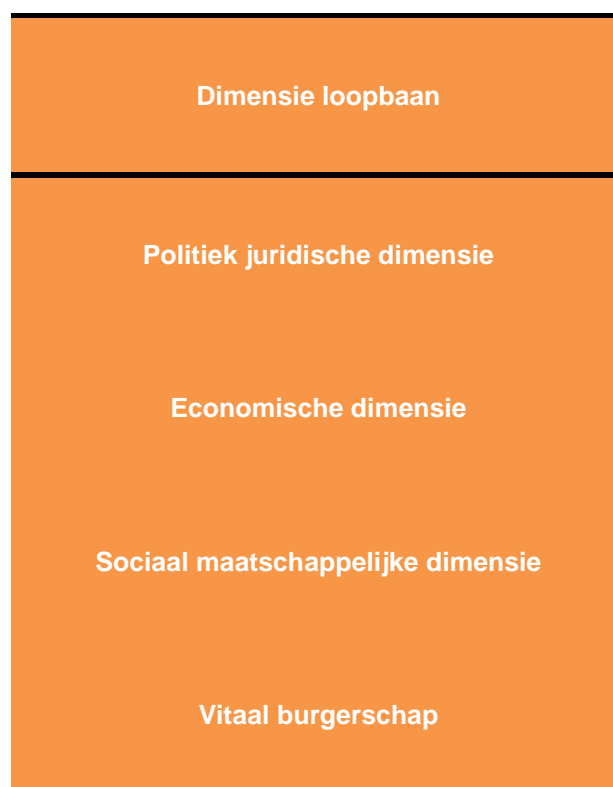 Dimensie loopbaan
Politiek juridische dimensie
Economische dimensie
Sociaal maatschappelijke dimensie
Vitaal burgerschap